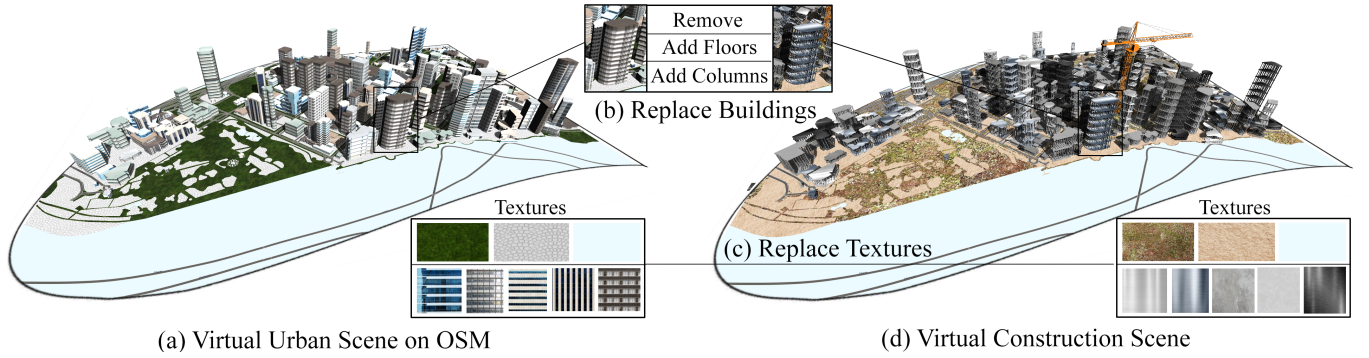 Remove
Add Floors
Add Columns
(b) Replace Buildings
Textures
Textures
(c) Replace Textures
(a) Virtual Urban Scene on OSM
(d) Virtual Construction Scene